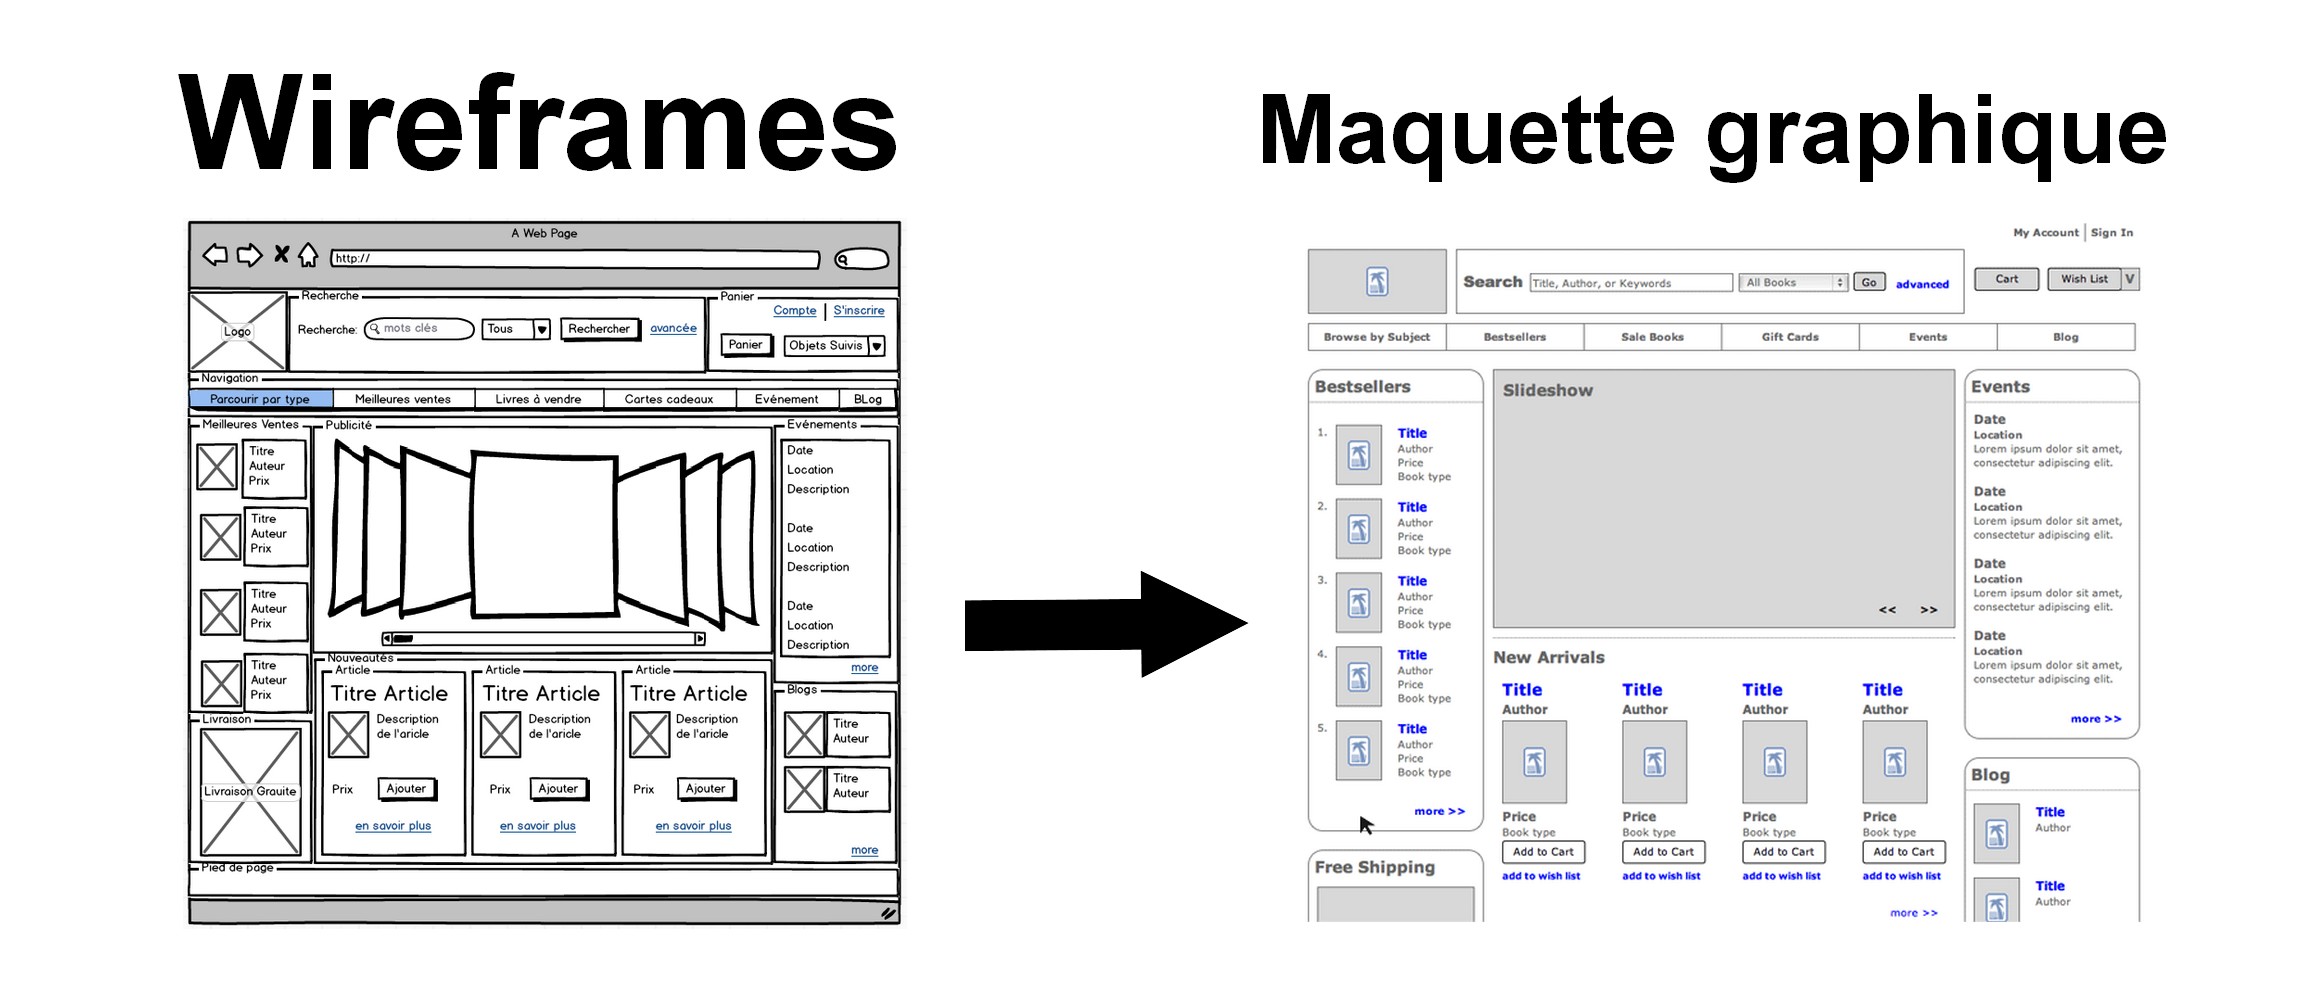 Wireframes
A Web Page
http://
Logo
Recherche
Recherche:
mots clés
Tous
Rechercher
avancée
Panier
Compte
S'inscrire
Panier
Objets Suivis
Navigation
Parcourir par type
Meilleures ventes
Livres à vendre
Cartes cadeaux
Evénement
BLog
Meilleures Ventes
Titre
Auteur
Prix
Titre
Auteur
Prix
Titre
Auteur
Prix
Titre
Auteur
Prix
Livraison
Livraison Grauite
Publicité
Nouveautés
Article
Titre Article
Description
de l'aricle
Prix
Ajouter
en savoir plus
Article
Titre Article
Description
de l'aricle
Prix
Ajouter
en savoir plus
Article
Titre Article
Description
de l'aricle
Prix
Ajouter
en savoir plus
Evénements
Date
Location
Description
Date
Location
Description
Date
Location
Description
more
Blogs
Titre
Auteur
Titre
Auteur
more
Pied de page
Maquette graphique
My Account | Sign In
Search
Title, Author, or Keywords
All Books
Go
advanced
Cart
Wish List
V
Browse by Subject
Bestsellers
Sale Books
Gift Cards
Events
Blog
Bestsellers
1.
Title
Author
Price
Book type
2.
Title
Author
Price
Book type
3.
Title
Author
Price
Book type
4.
Title
Author
Price
Book type
5.
Title
Author
Price
Book type
more >>
Free Shipping
Slideshow
<< >>
New Arrivals
Title
Author
Price
Book type
Add to Cart
add to wish list
Title
Author
Price
Book type
Add to Cart
add to wish list
Title
Author
Price
Book type
Add to Cart
add to wish list
Title
Author
Price
Book type
Add to Cart
add to wish list
more >>
Events
Date
Location
Lorem ipsum dolor sit amet,
consectetur adipiscing elit.
Date
Location
Lorem ipsum dolor sit amet,
consectetur adipiscing elit.
Date
Location
Lorem ipsum dolor sit amet,
consectetur adipiscing elit.
Date
Location
Lorem ipsum dolor sit amet,
consectetur adipiscing elit.
more >>
Blog
Title
Author
Title
Author